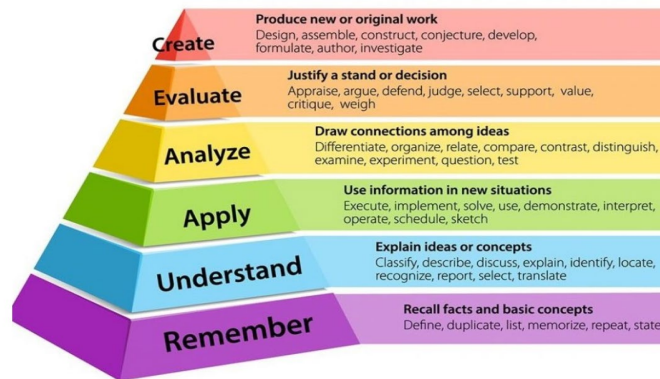 Create
Produce new or original work
Design, assemble, construct, conjecture, develop,
formulate, author, investigate
Evaluate
Justify a stand or decision
Appraise, argue, defend, judge, select, support, value,
critique, weigh
Analyze
Draw connections among ideas
Differentiate, organize, relate, compare, contrast, distinguish,
examine, experiment, question, test
Apply
Use information in new situations
Execute, implement, solve, use, demonstrate, interpret,
operate, schedule, sketch
Understand
Explain ideas or concepts
Classify, describe, discuss, explain, identify, locate,
recognize, report, select, translate
Remember
Recall facts and basic concepts
Define, duplicate, list, memorize, repeat, state